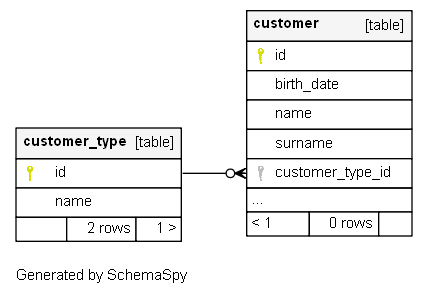 customer [table]
id
birth_date
name
surname
customer_type_id
...
< 1 0 rows
customer_type [table]
id
name
2 rows 1 >
Generated by SchemaSpy